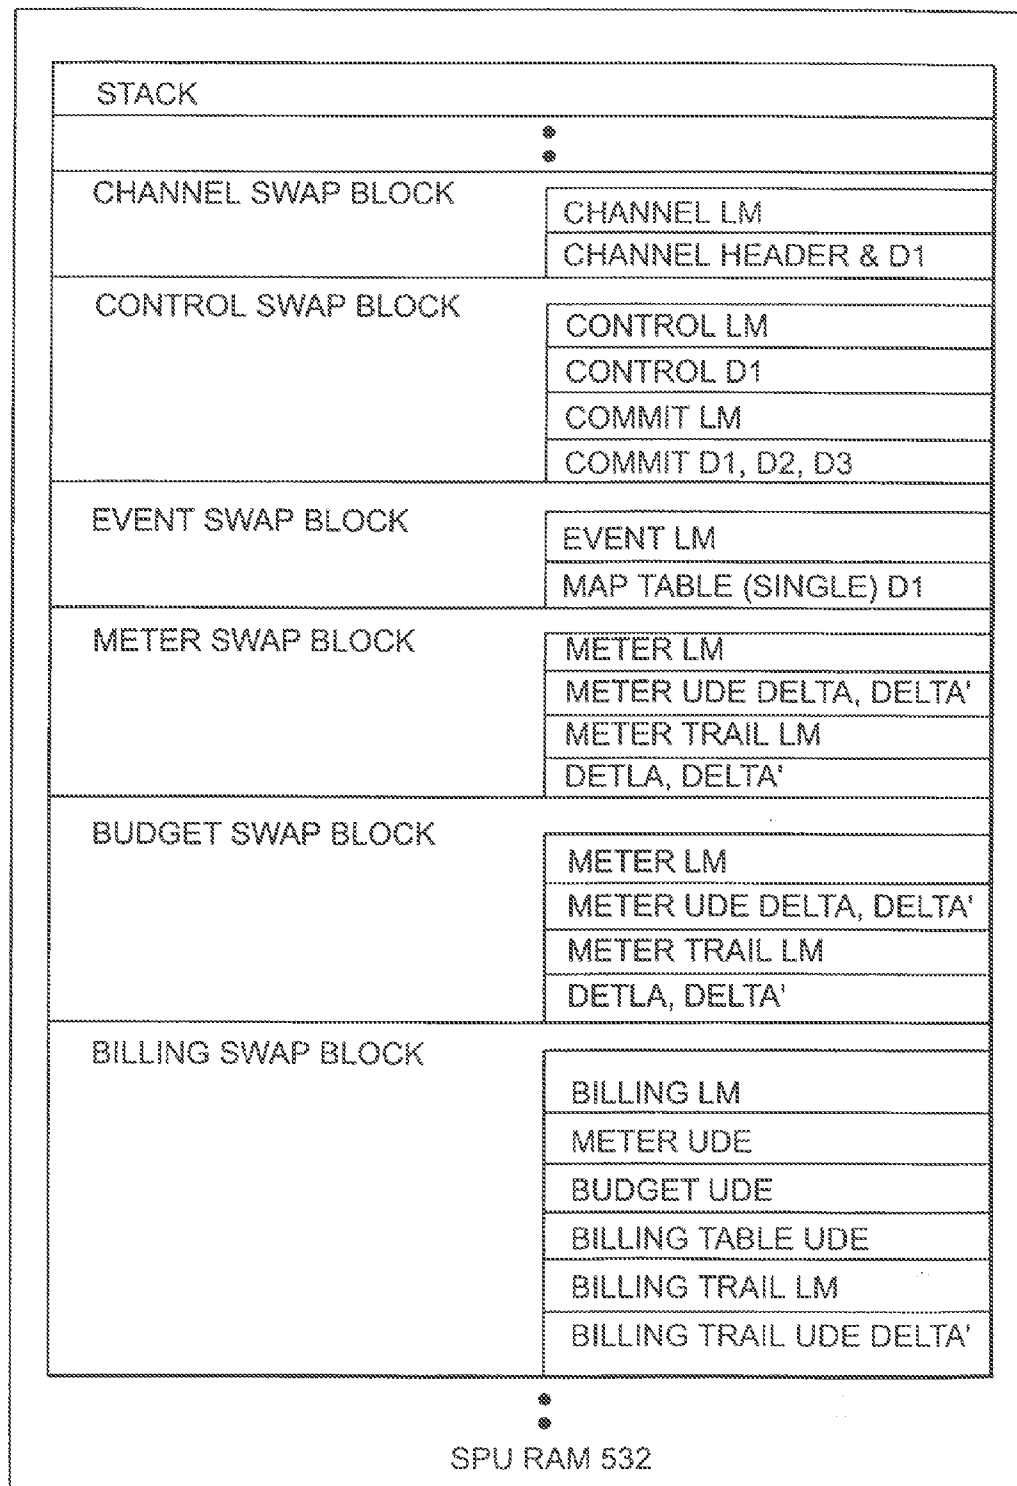 STACK
CHANNEL SWAP BLOCK
CHANNEL LM
CHANNEL HEADER & D1
CONTROL SWAP BLOCK
CONTROL LM
CONTROL D1
COMMIT LM
COMMIT D1, D2, D3
EVENT SWAP BLOCK
EVENT LM
MAP TABLE (SINGLE) D1
METER SWAP BLOCK
METER LM
METER UDE DELTA, DELTA'
METER TRAIL LM
DETLA, DELTA'
BUDGET SWAP BLOCK
METER LM
METER UDE DELTA, DELTA'
METER TRAIL LM
DETLA, DELTA'
BILLING SWAP BLOCK
BILLING LM
METER UDE
BUDGET UDE
BILLING TABLE UDE
BILLING TRAIL LM
BILLING TRAIL UDE DELTA'
SPU RAM 532